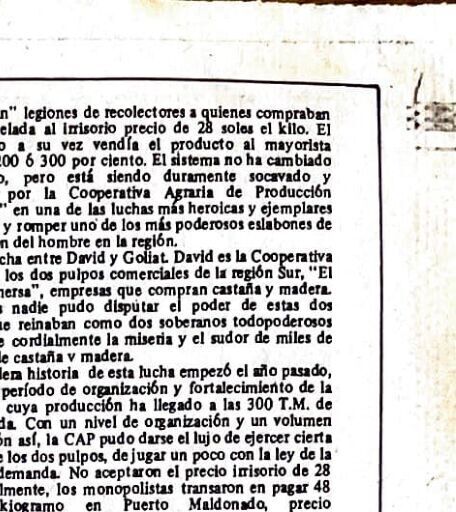 n" legiones de recolectores a quienes compraban
elada al irrisorio precio de 28 soles el kilo. El
o a su vez vendía el producto al mayorista
200 ó 300 por ciento. El sistema no ha cambiado
o, pero está siendo duramente socavado y
por la Cooperativa Agraria de Producción
" en una de las luchas más heroicas y ejemplares
y romper uno de los más poderosos eslabones de
n del hombre en la región.
cha entre David y Goliat. David es la Cooperativa
los dos pulpos comerciales de la región Sur, "El
nersa", empresas que compran castaña y madera.
s nadie pudo disputar el poder de estas dos
ue reinaban como dos soberanos todopoderosos
e cordialmente la miseria y el sudor de miles de
de castaña y madera.
dera historia de esta lucha empezó el año pasado,
período de organización y fortalecimiento de la
cuya producción ha llegado a las 300 T.M. de
da. Con un nivel de organización y un volumen
ón así, la CAP pudo darse el lujo de ejercer cierta
e los dos pulpos, de jugar un poco con la ley de la
demanda. No aceptaron el precio irrisorio de 28
lmente, los monopolistas transaron en pagar 48
kiogramo en Puerto Maldonado, precio